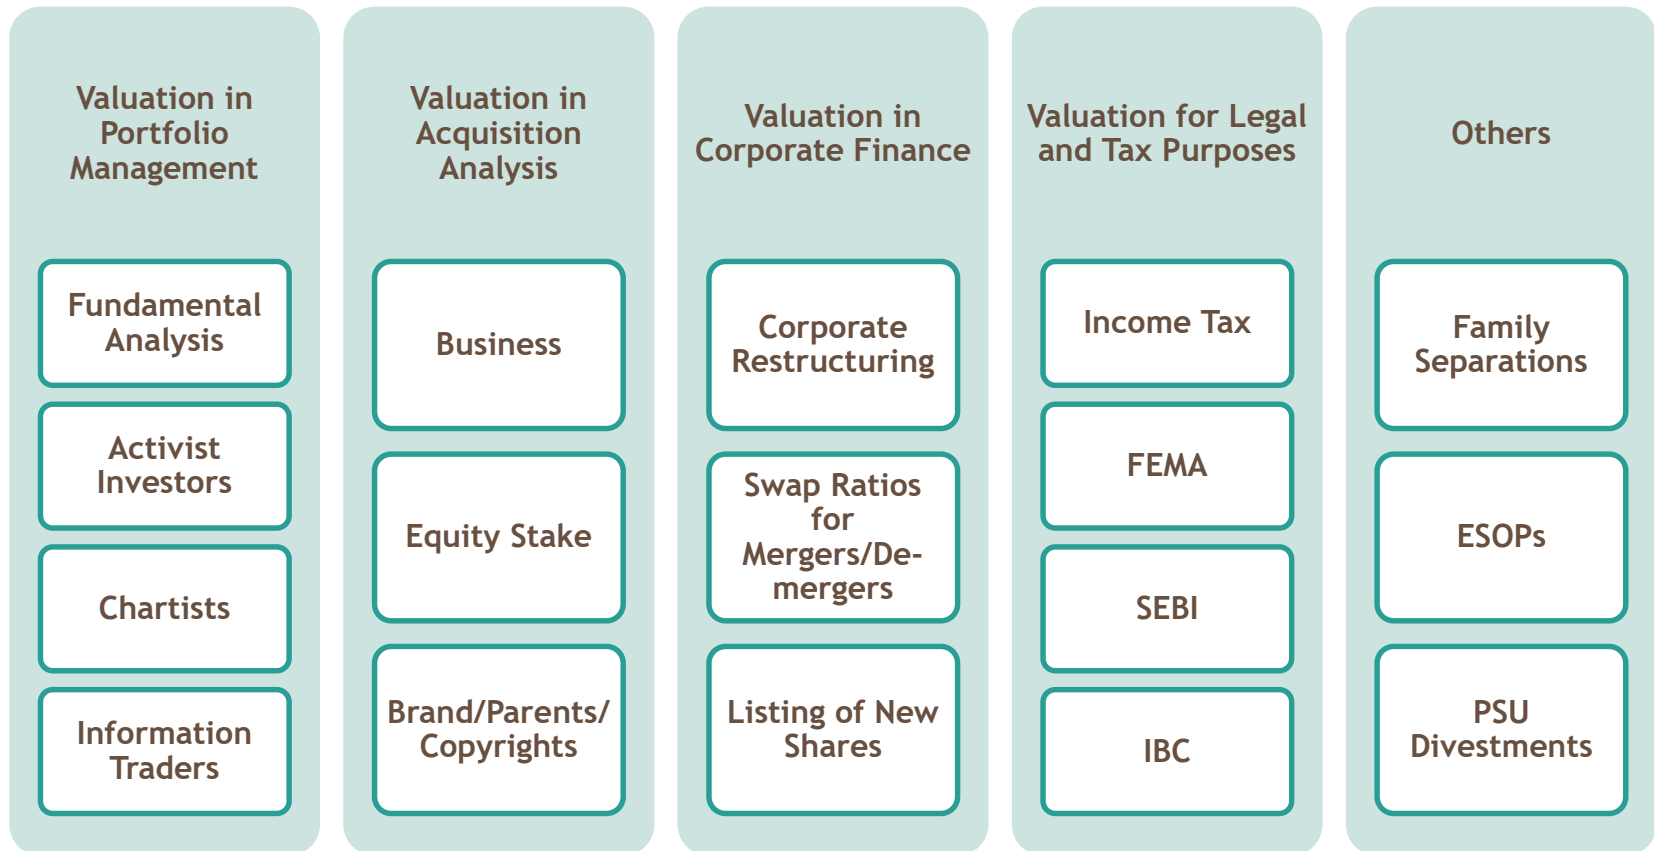 Valuation in
Portfolio
Management
Fundamental
Analysis
Activist
Investors
Chartists
Information
Traders
Valuation in
Acquisition
Analysis
Business
Equity Stake
Brand/Parents/
Copyrights
Valuation in
Corporate Finance
Corporate
Restructuring
Swap Ratios
for
Mergers/De-
mergers
Listing of New
Shares
Valuation for Legal
and Tax Purposes
Income Tax
FEMA
SEBI
IBC
Others
Family
Separations
ESOPs
PSU
Divestments